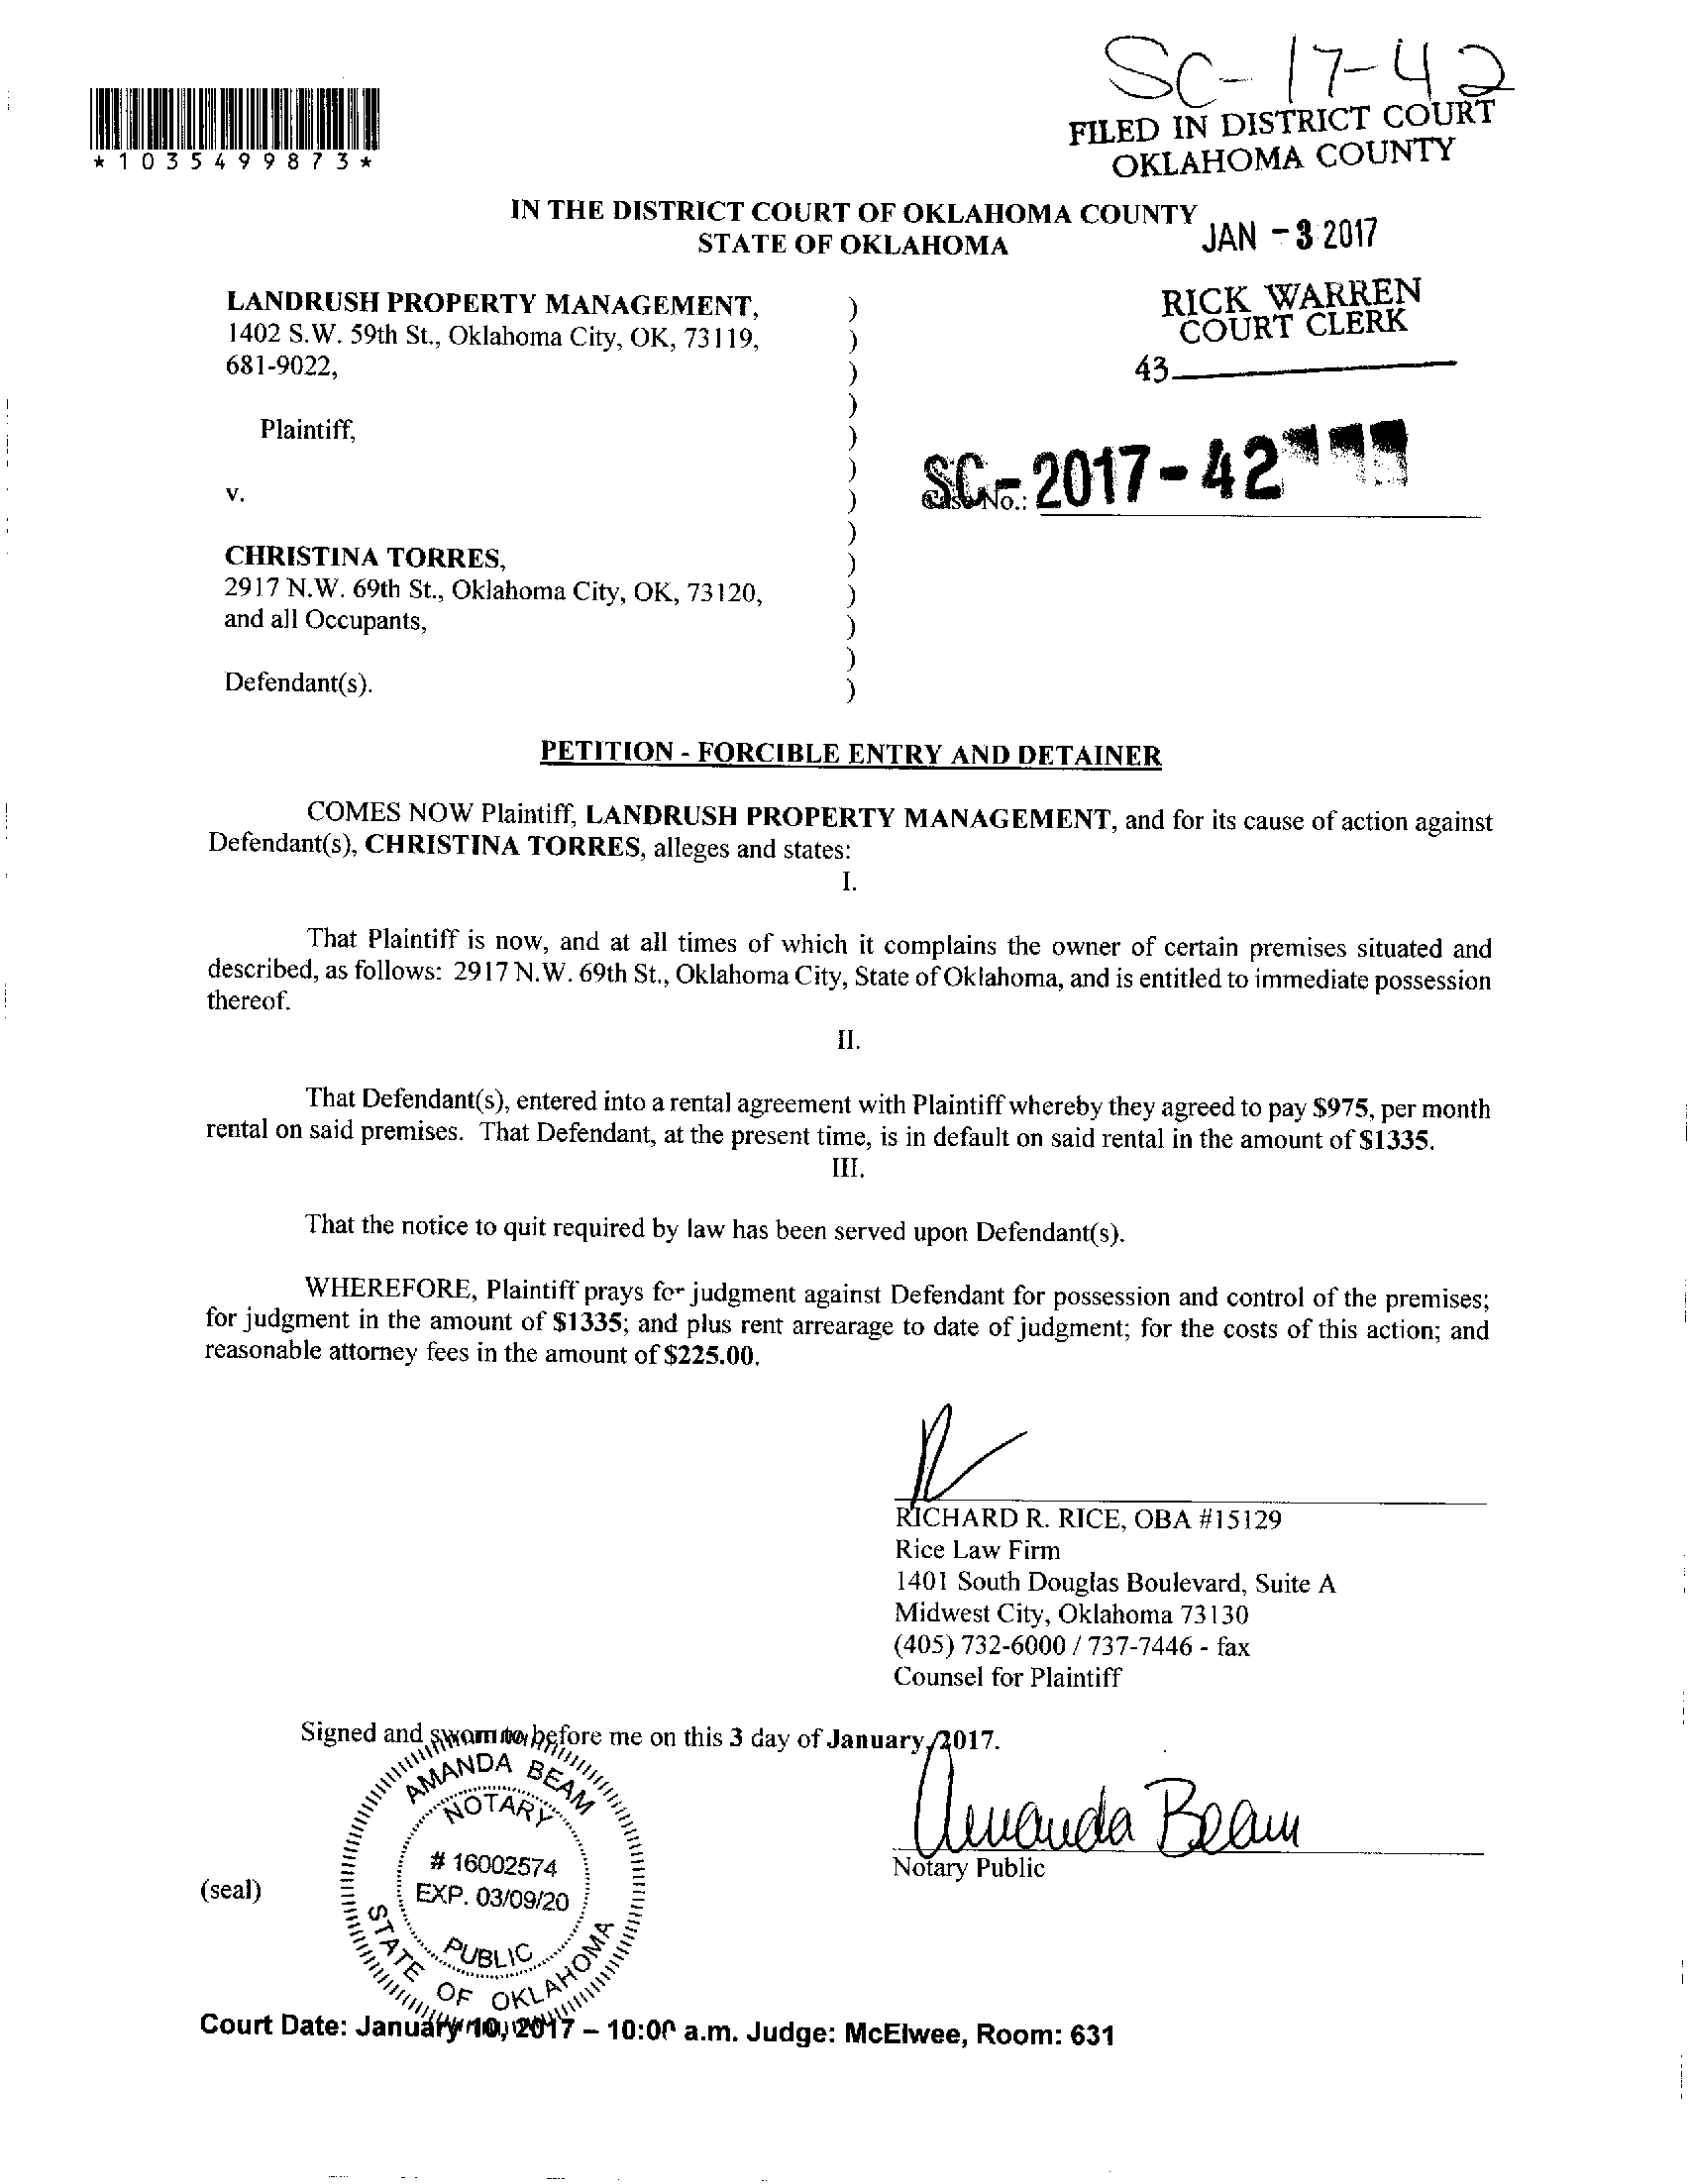 SC-17-42
FILED IN DISTRICT COURT
OKLAHOMA COUNTY
*1035499873*
IN THE DISTRICT COURT OF OKLAHOMA COUNTY
STATE OF OKLAHOMA
JAN -3 2017
RICK WARREN
COURT CLERK
43
LANDRUSH PROPERTY MANAGEMENT, )
1402 S.W. 59th St., Oklahoma City, OK, 73119, )
681-9022, )
)
Plaintiff, )
)
v. )
)
CHRISTINA TORRES, )
2917 N.W. 69th St., Oklahoma City, OK, 73120, )
and all Occupants, )
)
Defendant(s). )
Case No.: SC-2017-42
PETITION - FORCIBLE ENTRY AND DETAINER
COMES NOW Plaintiff, LANDRUSH PROPERTY MANAGEMENT, and for its cause of action against
Defendant(s), CHRISTINA TORRES, alleges and states:
I.
That Plaintiff is now, and at all times of which it complains the owner of certain premises situated and
described, as follows: 2917 N.W. 69th St., Oklahoma City, State of Oklahoma, and is entitled to immediate possession
thereof.
II.
That Defendant(s), entered into a rental agreement with Plaintiff whereby they agreed to pay $975, per month
rental on said premises. That Defendant, at the present time, is in default on said rental in the amount of $1335.
III.
That the notice to quit required by law has been served upon Defendant(s).
WHEREFORE, Plaintiff prays for judgment against Defendant for possession and control of the premises;
for judgment in the amount of $1335; and plus rent arrearage to date of judgment; for the costs of this action; and
reasonable attorney fees in the amount of $225.00.
RICHARD R. RICE, OBA #15129
Rice Law Firm
1401 South Douglas Boulevard, Suite A
Midwest City, Oklahoma 73130
(405) 732-6000 / 737-7446 - fax
Counsel for Plaintiff
Signed and sworn to before me on this 3 day of January, 2017.
Amanda Beam
Notary Public
(seal)
AMANDA BEAM
NOTARY
# 16002574
EXP. 03/09/20
PUBLIC
STATE OF OKLAHOMA
Court Date: January 10, 2017 – 10:00 a.m. Judge: McElwee, Room: 631